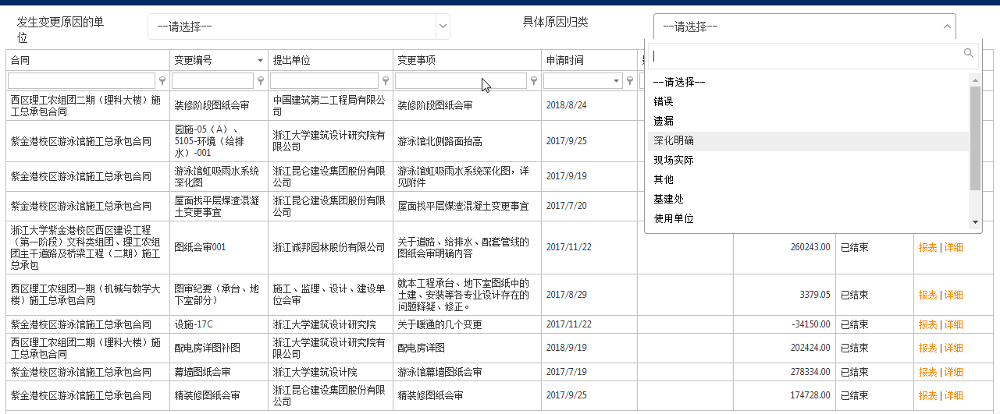 发生变更原因的单
位
--请选择--
具体原因归类
--请选择--
--请选择--
错误
遗漏
深化明确
现场实际
其他
基建处
使用单位
合同 变更编号 提出单位 变更事项 申请时间
西区理工农组团二期（理科大楼）施
工总承包合同
装修阶段图纸会审
中国建筑第二工程局有限公
司
装修阶段图纸会审
2018/8/24
紫金港校区游泳馆施工总承包合同
园施-05（A）、
5105-环境（给排
水）-001
浙江大学建筑设计研究院有
限公司
游泳馆北侧路面抬高
2017/9/25
紫金港校区游泳馆施工总承包合同
游泳馆虹吸雨水系统
深化图
浙江昆仑建设集团股份有限
公司
游泳馆雨水系统深化图，详
见附件
2017/9/19
紫金港校区游泳馆施工总承包合同
屋面找平层煤渣混凝
土变更事宜
浙江昆仑建设集团股份有限
公司
屋面找平层煤渣混凝土变更事宜
2017/7/20
浙江大学紫金港校区西区建设工程
（第一阶段）文科类组团、理工农组
团主干道路及桥梁工程（二期）施工
总承包
图纸会审001
浙江诚邦园林股份有限公司
关于道路、给排水、配套管线的
图纸会审明确内容
2017/11/22
260243.00
已结束
报表 | 详细
西区理工农组团一期（机械与教学大
楼）施工总承包合同
图审纪要（承台、地
下室部分）
施工、监理、设计、建设单
位会审
就本工程承台、地下室图纸中的
土建、安装等各专业设计存在的
问题释疑、修正。
2017/8/29
3379.05
已结束
报表 | 详细
紫金港校区游泳馆施工总承包合同
设施-17C
浙江大学建筑设计研究院
关于暖通的几个变更
2017/11/22
-34150.00
已结束
报表 | 详细
西区理工农组团二期（理科大楼）施
工总承包合同
配电房详图补图
浙江大学建筑设计研究院有
限公司
配电房详图
2018/9/19
202424.00
已结束
报表 | 详细
紫金港校区游泳馆施工总承包合同
幕墙图纸会审
浙江大学建筑设计院
游泳馆幕墙图纸会审
2017/7/19
278334.00
已结束
报表 | 详细
紫金港校区游泳馆施工总承包合同
精装修图纸会审
浙江昆仑建设集团股份有限
公司
精装修图纸会审
2017/9/25
174728.00
已结束
报表 | 详细